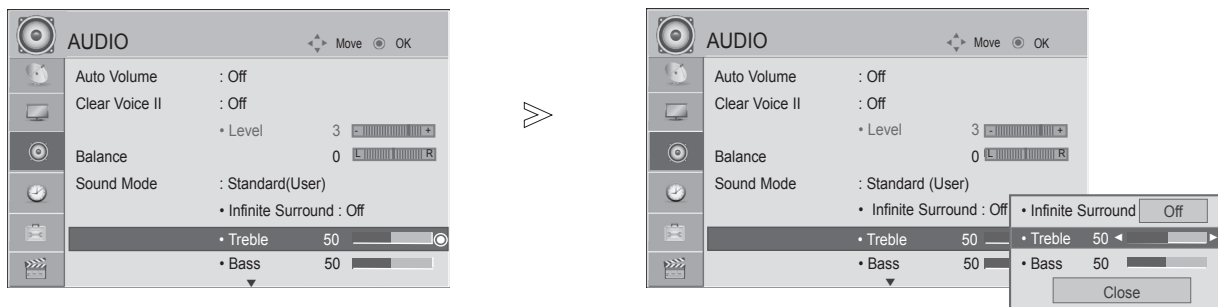 AUDIO Move OK
Auto Volume : Off
Clear Voice II : Off
• Level 3 - +
Balance 0 L R
Sound Mode : Standard(User)
• Infinite Surround : Off
• Treble 50
• Bass 50
AUDIO Move OK
Auto Volume : Off
Clear Voice II : Off
• Level 3 - +
Balance 0 L R
Sound Mode : Standard (User)
• Infinite Surround : Off
• Treble 50
• Bass 50
• Infinite Surround Off
• Treble 50
• Bass 50
Close